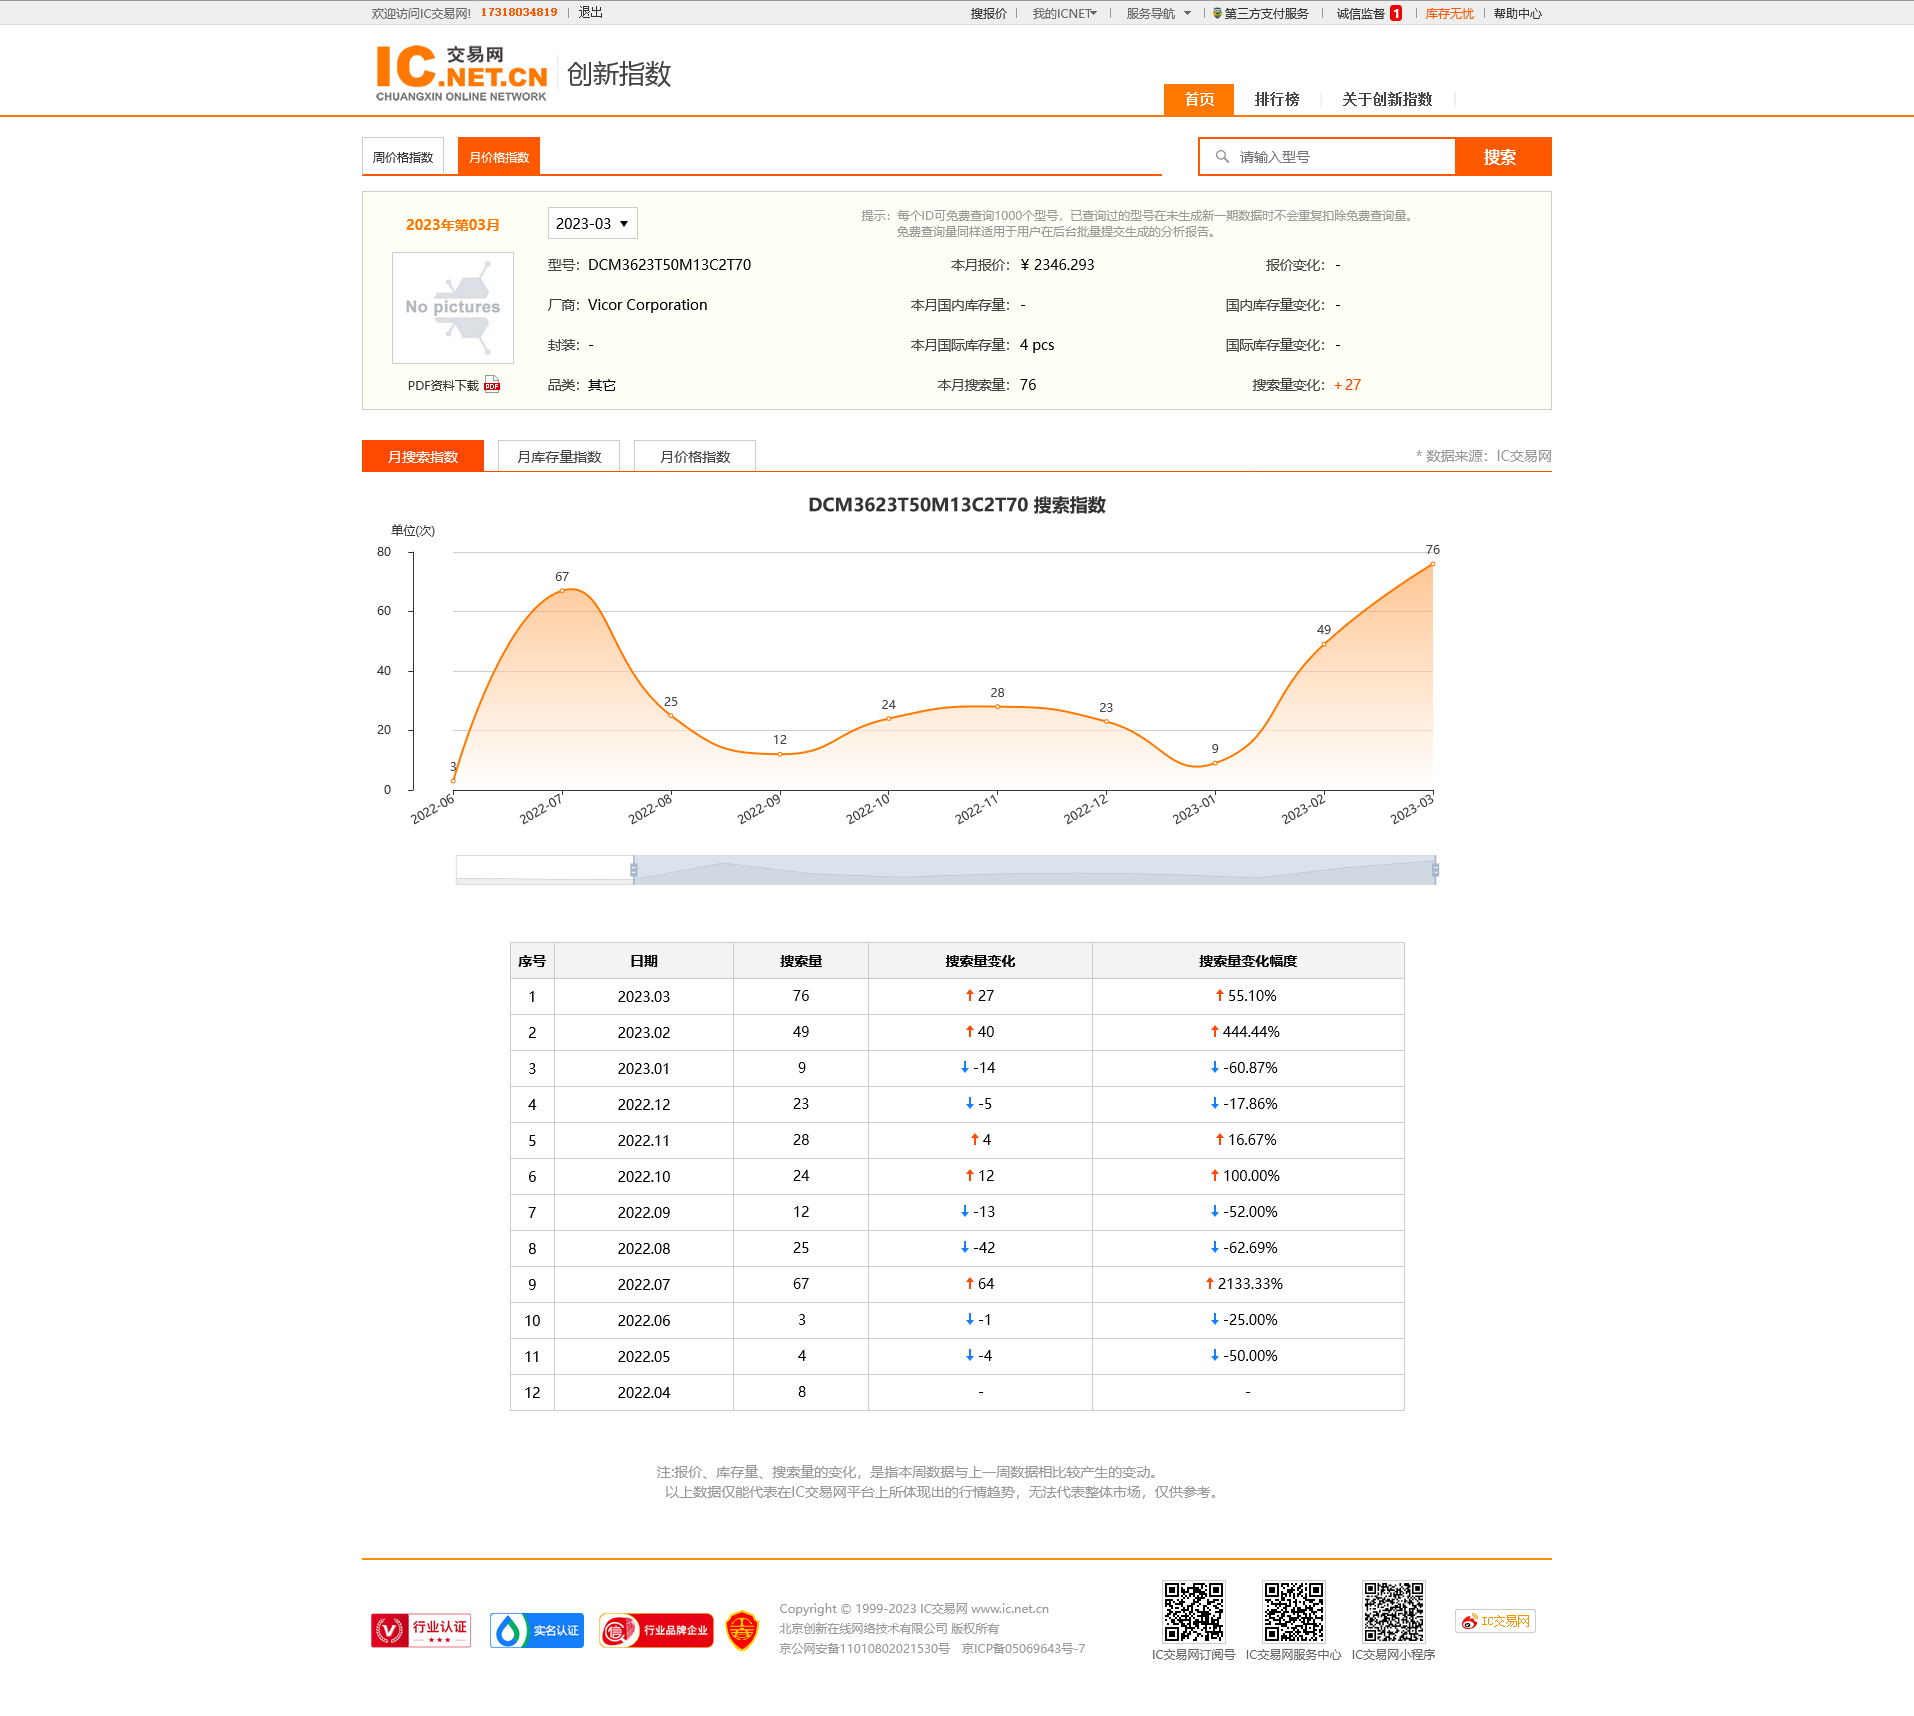 欢迎访问IC交易网! 17318034819 | 退出 搜报价 | 我的ICNET | 服务导航 | 第三方支付服务 | 诚信监督 1 | 库存无忧 | 帮助中心
IC交易网
.NET.CN
CHUANGXIN ONLINE NETWORK
创新指数
首页 排行榜 | 关于创新指数 |
周价格指数 月价格指数 请输入型号 搜索
2023年第03月 2023-03
提示：每个ID可免费查询1000个型号，已查询过的型号在未生成新一期数据时不会重复扣除免费查询量。
免费查询量同样适用于用户在后台批量提交生成的分析报告。
型号：DCM3623T50M13C2T70 本月报价：¥ 2346.293 报价变化：-
No pictures
厂商：Vicor Corporation 本月国内库存量：- 国内库存量变化：-
封装：- 本月国际库存量：4 pcs 国际库存量变化：-
PDF资料下载 PDF 品类：其它 本月搜索量：76 搜索量变化：+27
月搜索指数 月库存量指数 月价格指数 * 数据来源：IC交易网
DCM3623T50M13C2T70 搜索指数
单位(次)
80
60
40
20
0
3
67
25
12
24
28
23
9
49
76
2022-06 2022-07 2022-08 2022-09 2022-10 2022-11 2022-12 2023-01 2023-02 2023-03
序号 日期 搜索量 搜索量变化 搜索量变化幅度
1 2023.03 76 ↑27 ↑55.10%
2 2023.02 49 ↑40 ↑444.44%
3 2023.01 9 ↓-14 ↓-60.87%
4 2022.12 23 ↓-5 ↓-17.86%
5 2022.11 28 ↑4 ↑16.67%
6 2022.10 24 ↑12 ↑100.00%
7 2022.09 12 ↓-13 ↓-52.00%
8 2022.08 25 ↓-42 ↓-62.69%
9 2022.07 67 ↑64 ↑2133.33%
10 2022.06 3 ↓-1 ↓-25.00%
11 2022.05 4 ↓-4 ↓-50.00%
12 2022.04 8 - -
注:报价、库存量、搜索量的变化，是指本周数据与上一周数据相比较产生的变动。
以上数据仅能代表在IC交易网平台上所体现出的行情趋势，无法代表整体市场，仅供参考。
行业认证
实名认证
信 行业品牌企业
Copyright © 1999-2023 IC交易网 www.ic.net.cn
北京创新在线网络技术有限公司 版权所有
京公网安备11010802021530号 京ICP备05069643号-7
IC交易网订阅号 IC交易网服务中心 IC交易网小程序
IC交易网